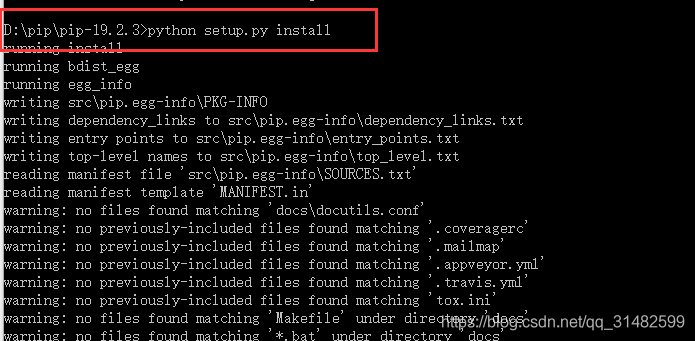 D:\pip\pip-19.2.3>python setup.py install
running install
running bdist_egg
running egg_info
writing src\pip.egg-info\PKG-INFO
writing dependency_links to src\pip.egg-info\dependency_links.txt
writing entry points to src\pip.egg-info\entry_points.txt
writing top-level names to src\pip.egg-info\top_level.txt
reading manifest file 'src\pip.egg-info\SOURCES.txt'
reading manifest template 'MANIFEST.in'
warning: no files found matching 'docs\docutils.conf'
warning: no previously-included files found matching '.coveragerc'
warning: no previously-included files found matching '.mailmap'
warning: no previously-included files found matching '.appveyor.yml'
warning: no previously-included files found matching '.travis.yml'
warning: no previously-included files found matching 'tox.ini'
warning: no files found matching 'Makefile' under directory 'docs'
warning: no files found matching '*.bat' under directory 'docs'
https://blog.csdn.net/qq_31482599